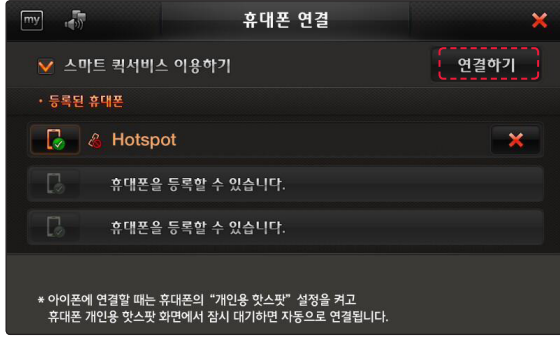 my
휴대폰 연결
스마트 퀵서비스 이용하기
연결하기
• 등록된 휴대폰
Hotspot
휴대폰을 등록할 수 있습니다.
휴대폰을 등록할 수 있습니다.
* 아이폰에 연결할 때는 휴대폰의 “개인용 핫스팟” 설정을 켜고
휴대폰 개인용 핫스팟 화면에서 잠시 대기하면 자동으로 연결됩니다.